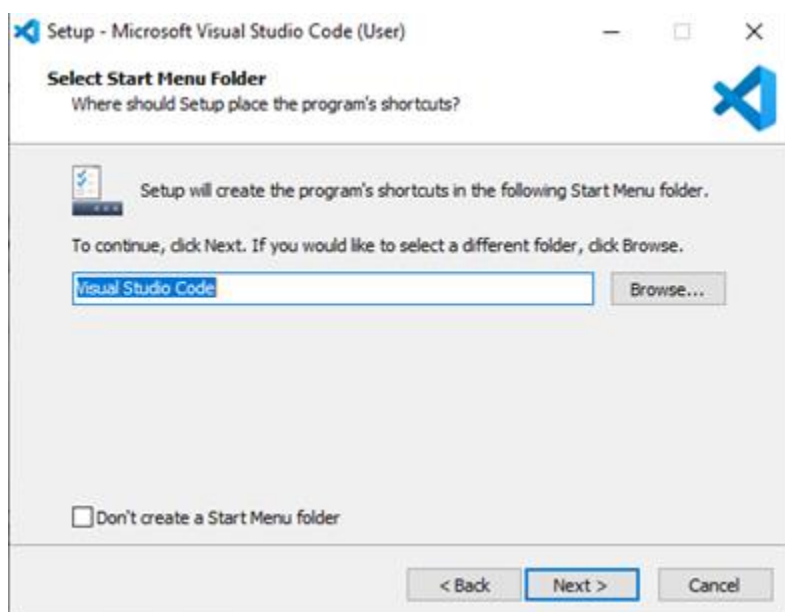 Setup - Microsoft Visual Studio Code (User)
Select Start Menu Folder
Where should Setup place the program's shortcuts?
Setup will create the program's shortcuts in the following Start Menu folder.
To continue, click Next. If you would like to select a different folder, click Browse.
Visual Studio Code
Browse...
Don't create a Start Menu folder
< Back
Next >
Cancel